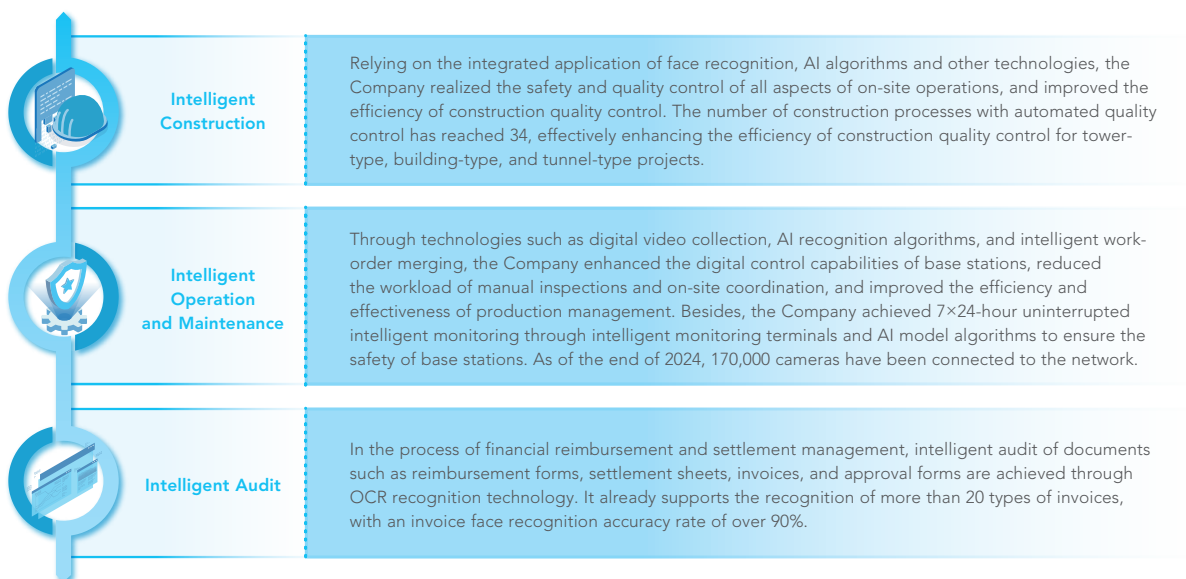 Intelligent
Construction
Relying on the integrated application of face recognition, AI algorithms and other technologies, the
Company realized the safety and quality control of all aspects of on-site operations, and improved the
efficiency of construction quality control. The number of construction processes with automated quality
control has reached 34, effectively enhancing the efficiency of construction quality control for tower-
type, building-type, and tunnel-type projects.
Intelligent
Operation
and Maintenance
Through technologies such as digital video collection, AI recognition algorithms, and intelligent work-
order merging, the Company enhanced the digital control capabilities of base stations, reduced
the workload of manual inspections and on-site coordination, and improved the efficiency and
effectiveness of production management. Besides, the Company achieved 7×24-hour uninterrupted
intelligent monitoring through intelligent monitoring terminals and AI model algorithms to ensure the
safety of base stations. As of the end of 2024, 170,000 cameras have been connected to the network.
Intelligent Audit
In the process of financial reimbursement and settlement management, intelligent audit of documents
such as reimbursement forms, settlement sheets, invoices, and approval forms are achieved through
OCR recognition technology. It already supports the recognition of more than 20 types of invoices,
with an invoice face recognition accuracy rate of over 90%.